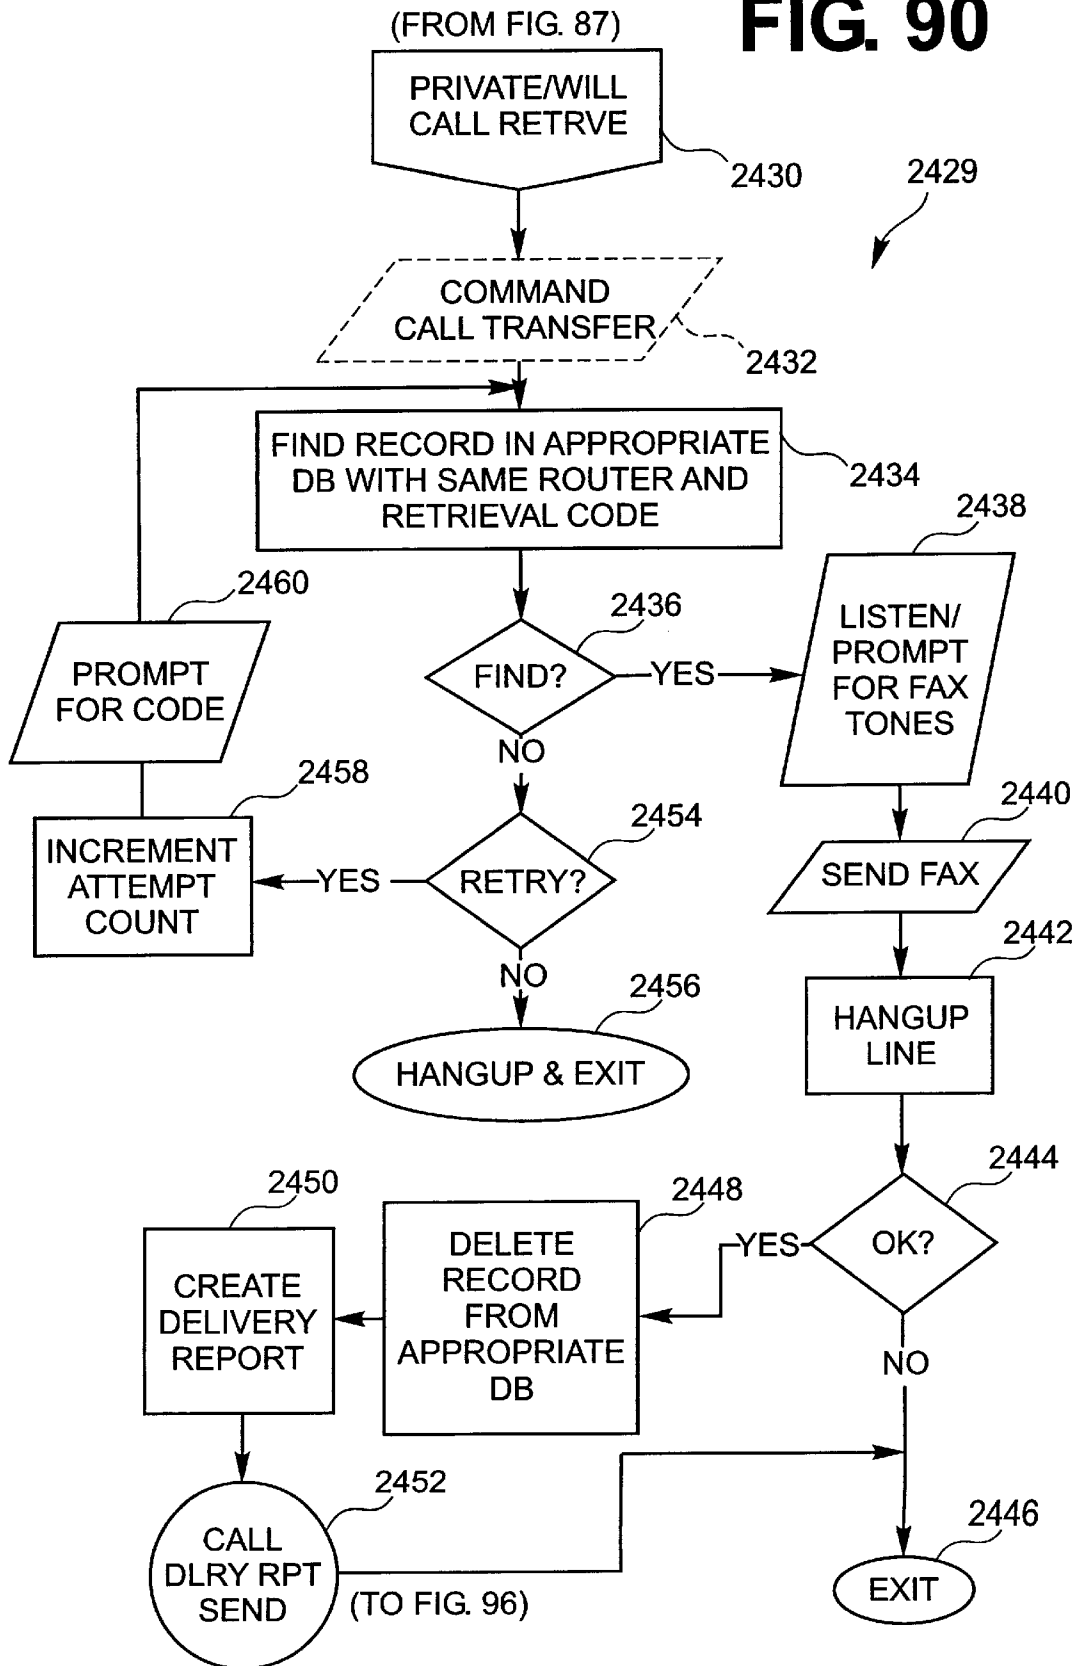 (FROM FIG. 87)
FIG. 90
PRIVATE/WILL
CALL RETRVE
2430
2429
COMMAND
CALL TRANSFER
2432
FIND RECORD IN APPROPRIATE
DB WITH SAME ROUTER AND
RETRIEVAL CODE
2434
2438
2460
2436
LISTEN/
PROMPT
FOR FAX
TONES
PROMPT
FOR CODE
FIND?
YES
NO
2458
2454
2440
INCREMENT
ATTEMPT
COUNT
YES
RETRY?
SEND FAX
2442
NO
2456
HANGUP
LINE
HANGUP & EXIT
2444
2450
2448
OK?
YES
DELETE
RECORD
FROM
APPROPRIATE
DB
CREATE
DELIVERY
REPORT
NO
2452
2446
CALL
DLRY RPT
SEND
(TO FIG. 96)
EXIT